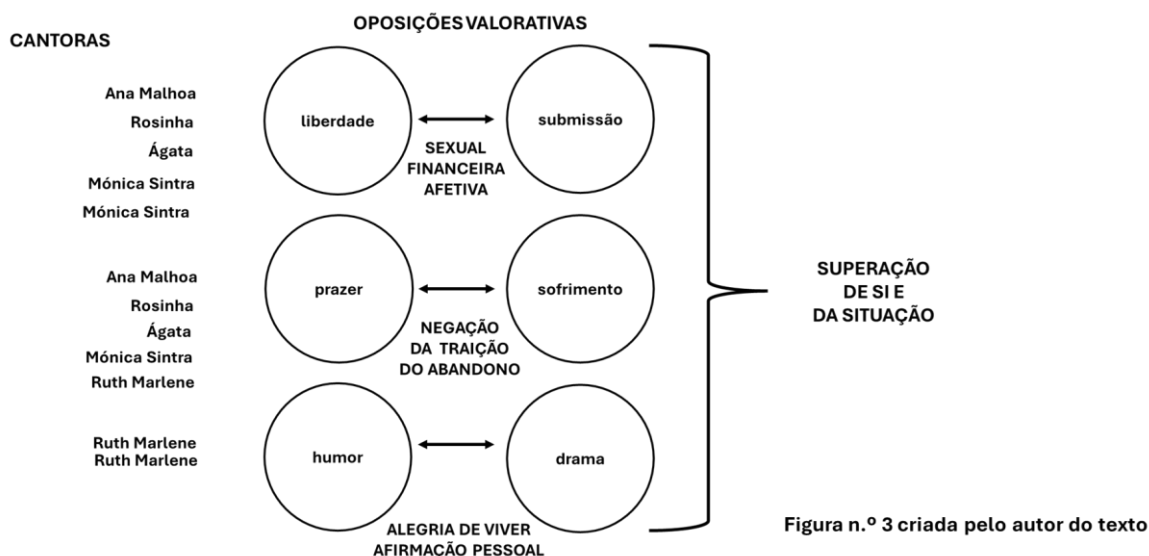 OPOSIÇÕES VALORATIVAS
CANTORAS
Ana Malhoa
Rosinha
Ágata
Mónica Sintra
Mónica Sintra
liberdade
submissão
SEXUAL
FINANCEIRA
AFETIVA
Ana Malhoa
Rosinha
Ágata
Mónica Sintra
Ruth Marlene
prazer
sofrimento
NEGAÇÃO
DA TRAIÇÃO
DO ABANDONO
Ruth Marlene
Ruth Marlene
humor
drama
ALEGRIA DE VIVER
AFIRMAÇÃO PESSOAL
SUPERAÇÃO
DE SI E
DA SITUAÇÃO
Figura n.º 3 criada pelo autor do texto